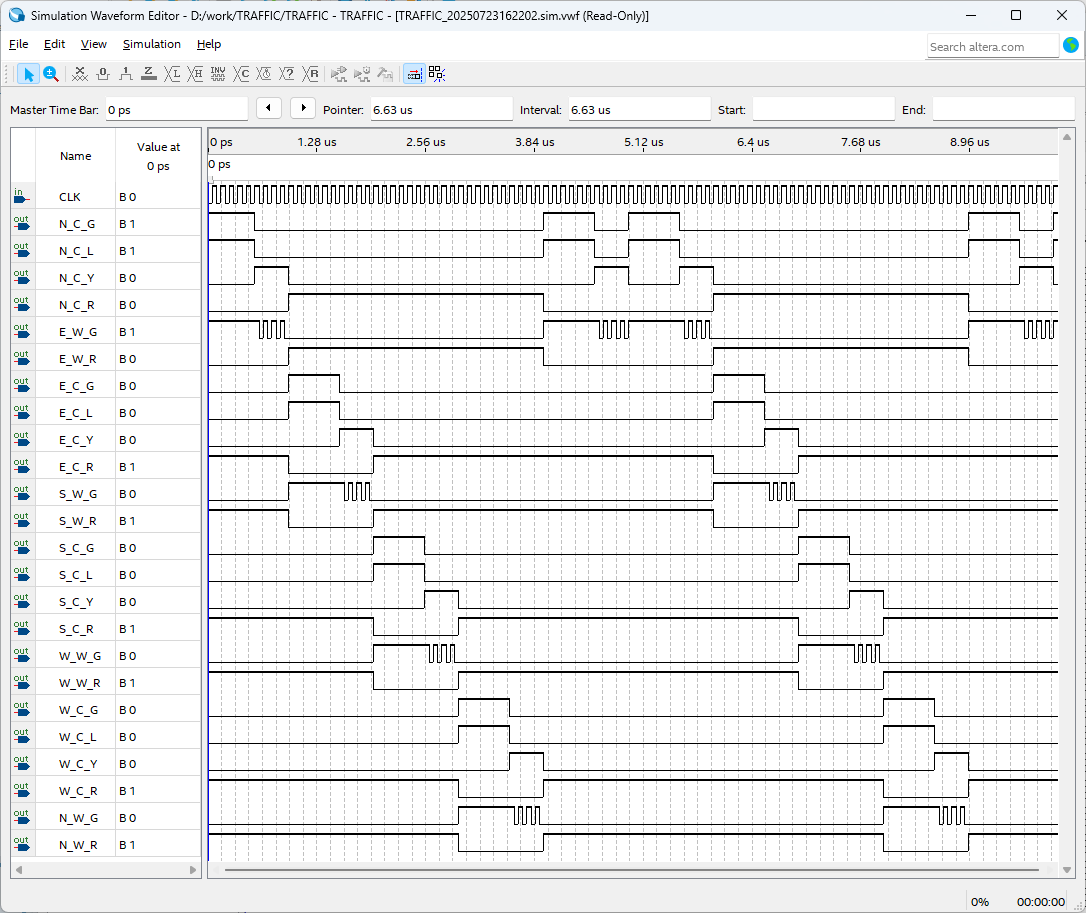 Simulation Waveform Editor - D:/work/TRAFFIC/TRAFFIC - TRAFFIC - [TRAFFIC_20250723162202.sim.vwf (Read-Only)]
File Edit View Simulation Help
Search altera.com
Master Time Bar: 0 ps Pointer: 6.63 us Interval: 6.63 us Start: End:
Name Value at 0 ps
0 ps 1.28 us 2.56 us 3.84 us 5.12 us 6.4 us 7.68 us 8.96 us
0 ps
in CLK B 0
out N_C_G B 1
out N_C_L B 1
out N_C_Y B 0
out N_C_R B 0
out E_W_G B 1
out E_W_R B 0
out E_C_G B 0
out E_C_L B 0
out E_C_Y B 0
out E_C_R B 1
out S_W_G B 0
out S_W_R B 1
out S_C_G B 0
out S_C_L B 0
out S_C_Y B 0
out S_C_R B 1
out W_W_G B 0
out W_W_R B 1
out W_C_G B 0
out W_C_L B 0
out W_C_Y B 0
out W_C_R B 1
out N_W_G B 0
out N_W_R B 1
0% 00:00:00